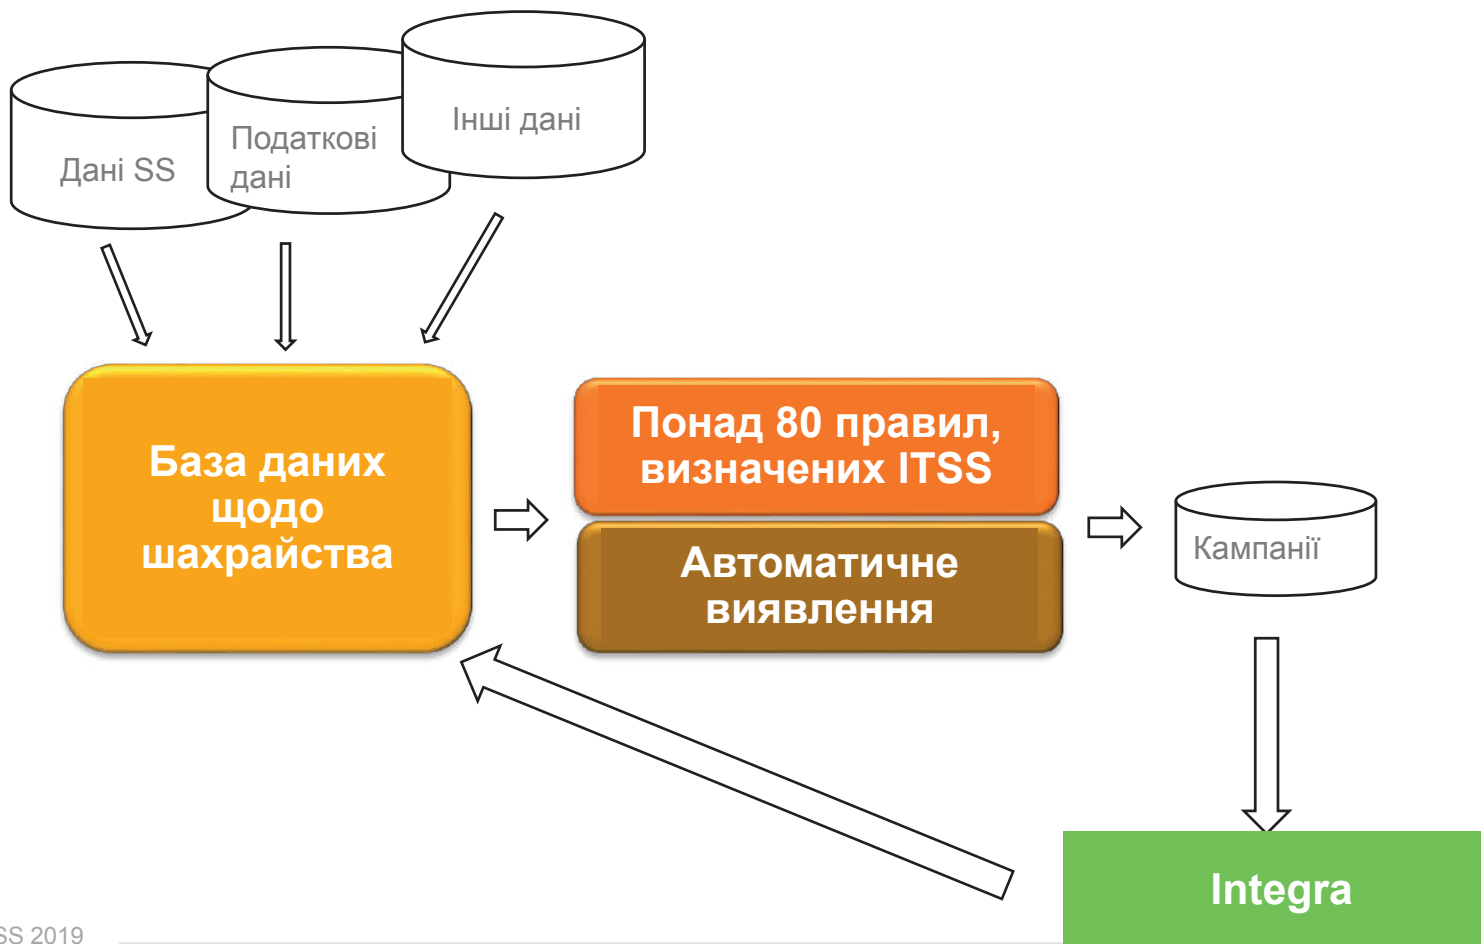 Інші дані
Податкові
дані
Дані SS
База даних
щодо
шахрайства
Понад 80 правил,
визначених ITSS
Автоматичне
виявлення
Кампанії
Integra
SS 2019